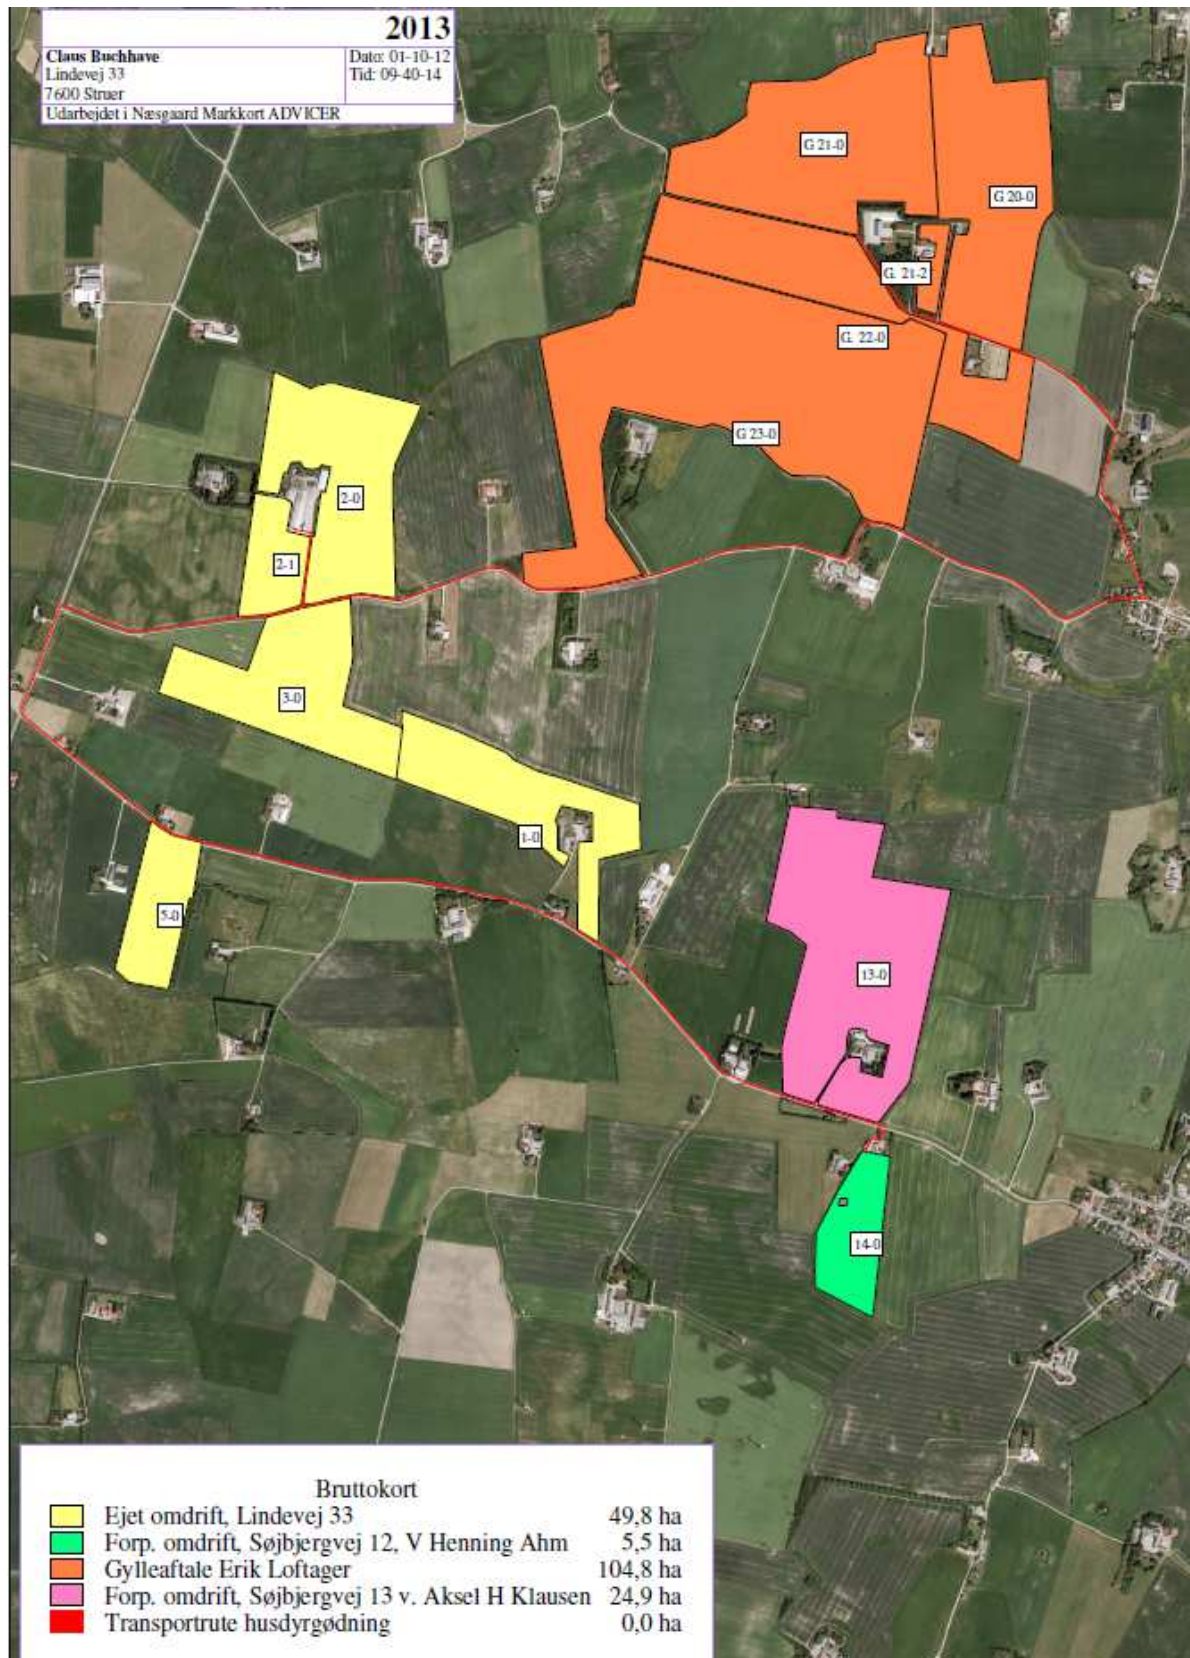 2013
Claus Buchhave
Dato: 01-10-12
Lindevej 33
Tid: 09-40-14
7600 Struer
Udarbejdet i Næsgaard Markkort ADVICER
G 21-0
G 20-0
G. 21-2
G. 22-0
G 23-0
2-0
2-1
3-0
1-0
5-0
13-0
14-0
Bruttokort
Ejet omdrift, Lindevej 33 49,8 ha
Forp. omdrift, Søjbjergvej 12, V Henning Ahm 5,5 ha
Gylleaftale Erik Loftager 104,8 ha
Forp. omdrift, Søjbjergvej 13 v. Aksel H Klausen 24,9 ha
Transportrute husdyrgødning 0,0 ha